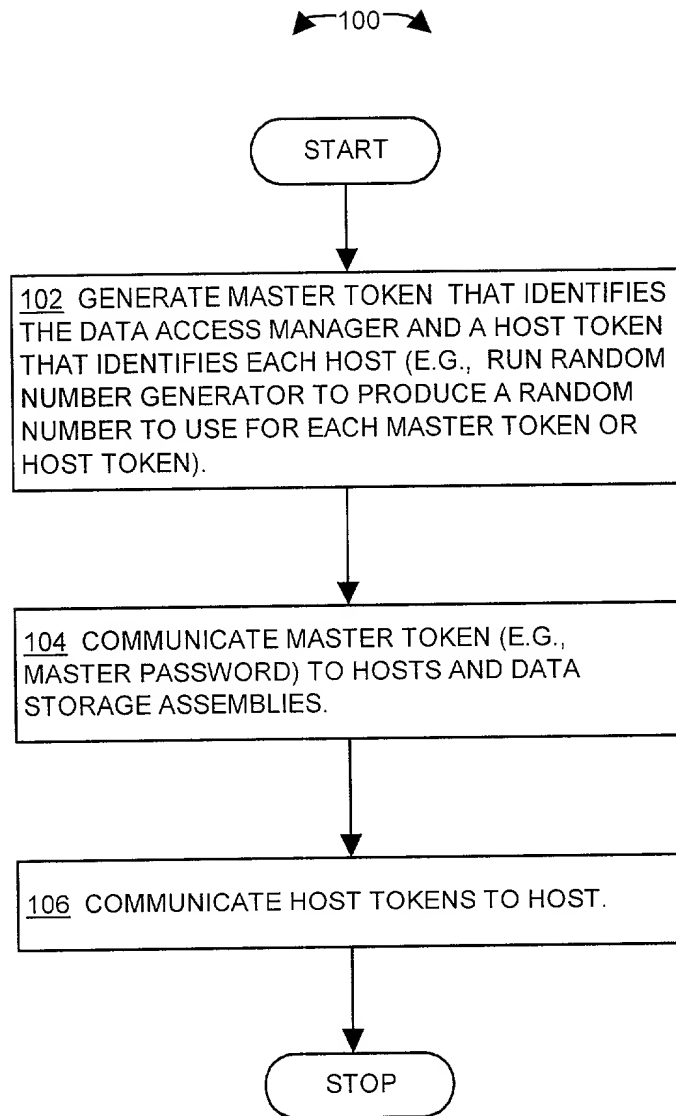 100
START
102 GENERATE MASTER TOKEN THAT IDENTIFIES
THE DATA ACCESS MANAGER AND A HOST TOKEN
THAT IDENTIFIES EACH HOST (E.G., RUN RANDOM
NUMBER GENERATOR TO PRODUCE A RANDOM
NUMBER TO USE FOR EACH MASTER TOKEN OR
HOST TOKEN).
104 COMMUNICATE MASTER TOKEN (E.G.,
MASTER PASSWORD) TO HOSTS AND DATA
STORAGE ASSEMBLIES.
106 COMMUNICATE HOST TOKENS TO HOST.
STOP